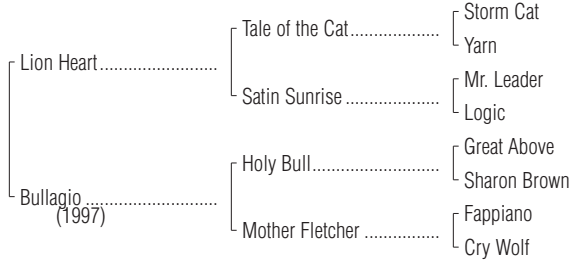 Storm Cat
Tale of the Cat....................
Yarn
Lion Heart..........................
Mr. Leader
Satin Sunrise.....................
Logic
Great Above
Holy Bull............................
Sharon Brown
Bullagio.............................
(1997)
Fappiano
Mother Fletcher.................
Cry Wolf